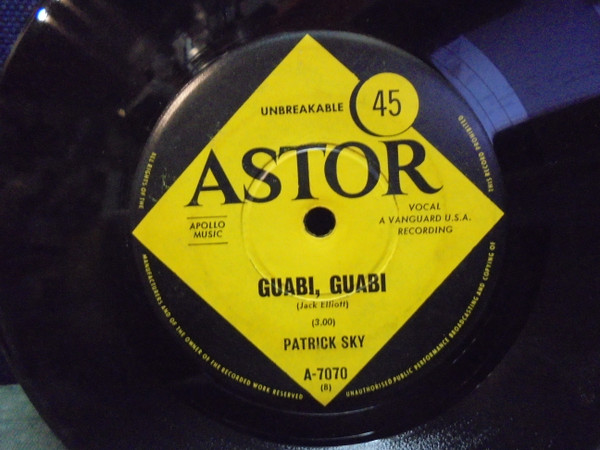 UNBREAKABLE
45
ASTOR
APOLLO
MUSIC
VOCAL
A VANGUARD U.S.A.
RECORDING
GUABI, GUABI
(Jack Elliott)
(3.00)
PATRICK SKY
A-7070
(B)
ALL RIGHTS OF THE
MANUFACTURERS AND OF THE OWNER OF THE RECORDED WORK RESERVED
UNAUTHORISED PUBLIC PERFORMANCE BROADCASTING AND COPYING OF
THIS RECORD PROHIBITED